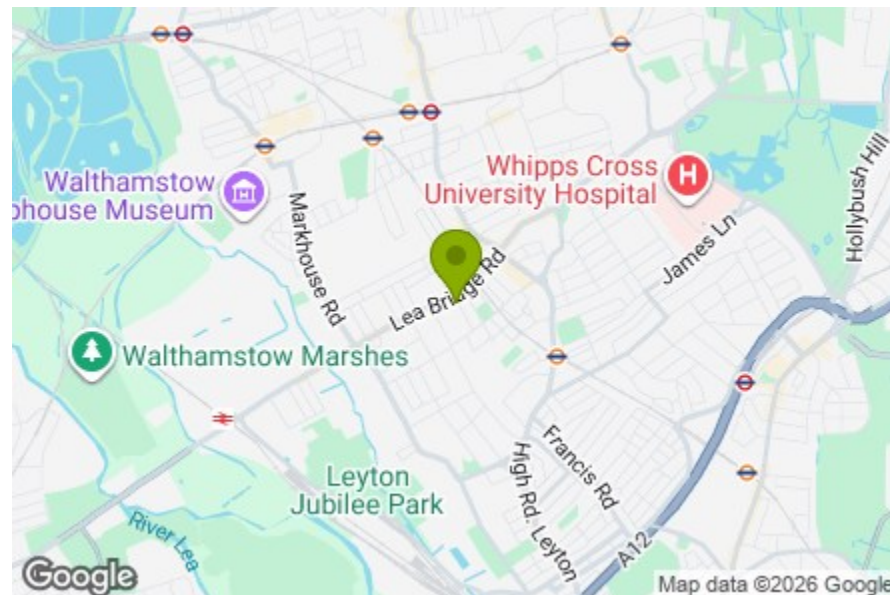 Whipps Cross
University Hospital
H
Walthamstow
phouse Museum
Hollybush Hill
Markhouse Rd
James Ln
Lea Bridge Rd
Walthamstow Marshes
Francis Rd
High Rd. Leyton
Leyton
Jubilee Park
River Lea
A12
Google
Map data ©2026 Google